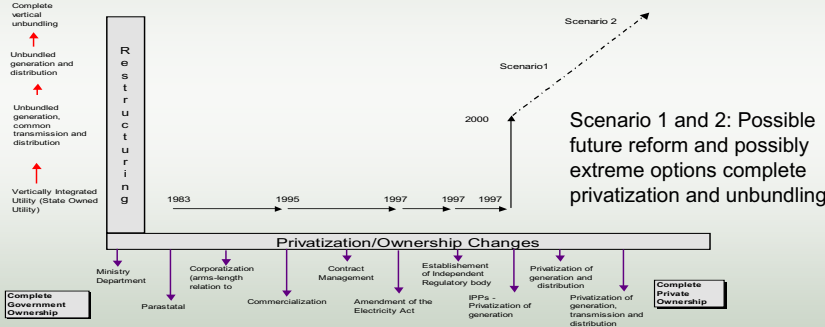 Complete
vertical
unbundling
Unbundled
generation and
distribution
Unbundled
generation,
common
transmission and
distribution
Vertically Integrated
Utility (State Owned
Utility)
Restructuring
Scenario 2
Scenario1
2000
Scenario 1 and 2: Possible
future reform and possibly
extreme options complete
privatization and unbundling
1983
1995
1997
1997
1997
Privatization/Ownership Changes
Ministry
Department
Parastatal
Corporatization
(arms-length
relation to
Commercialization
Contract
Management
Amendment of the
Electricity Act
Establishement
of Independent
Regulatory body
IPPs -
Privatization of
generation
Privatization of
generation and
distribution
Privatization of
generation,
transmission and
distribution
Complete
Government
Ownership
Complete
Private
Ownership